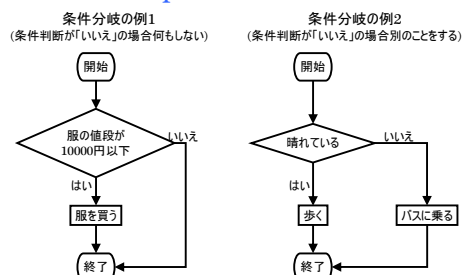 条件分岐の例1
(条件判断が「いいえ」の場合何もしない)
開始
服の値段が
10000円以下
いいえ
はい
服を買う
終了
条件分岐の例2
(条件判断が「いいえ」の場合別のことをする)
開始
晴れている
いいえ
はい
歩く
バスに乗る
終了